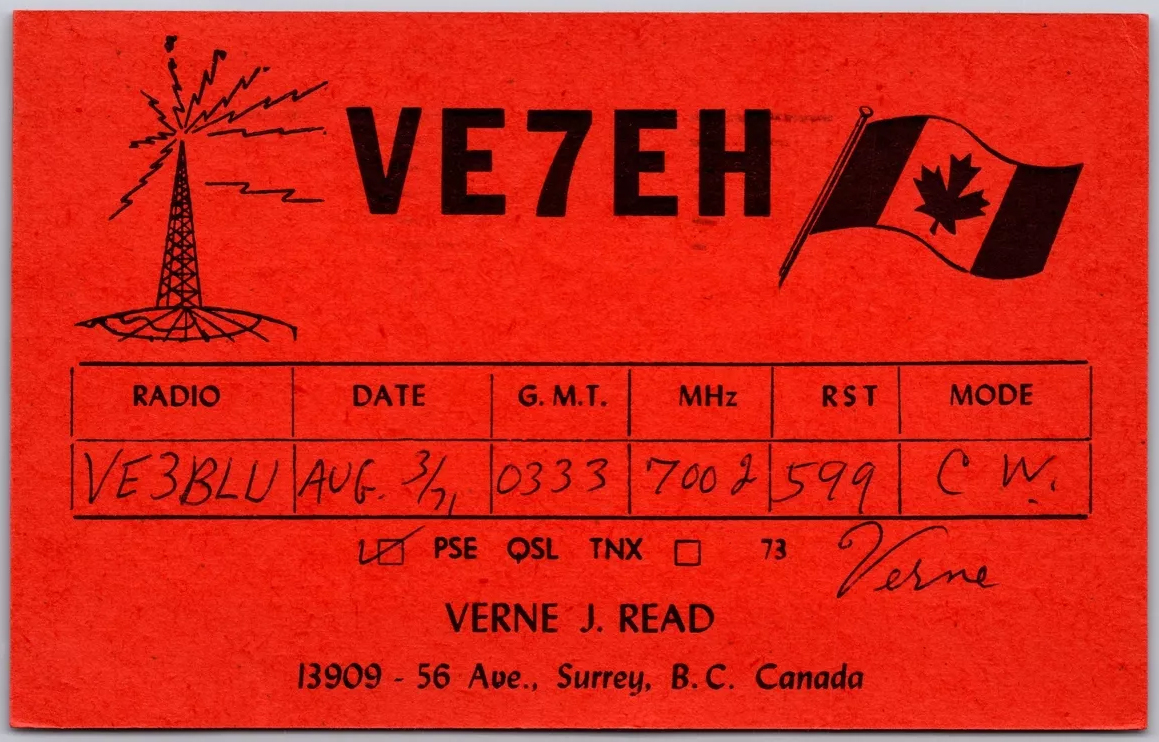 VE7EH
RADIO DATE G.M.T. MHz RST MODE
VE3BLU AUG. 3/71 0333 7002 599 C W.
PSE QSL TNX 73 Verne
VERNE J. READ
13909 - 56 Ave., Surrey, B.C. Canada